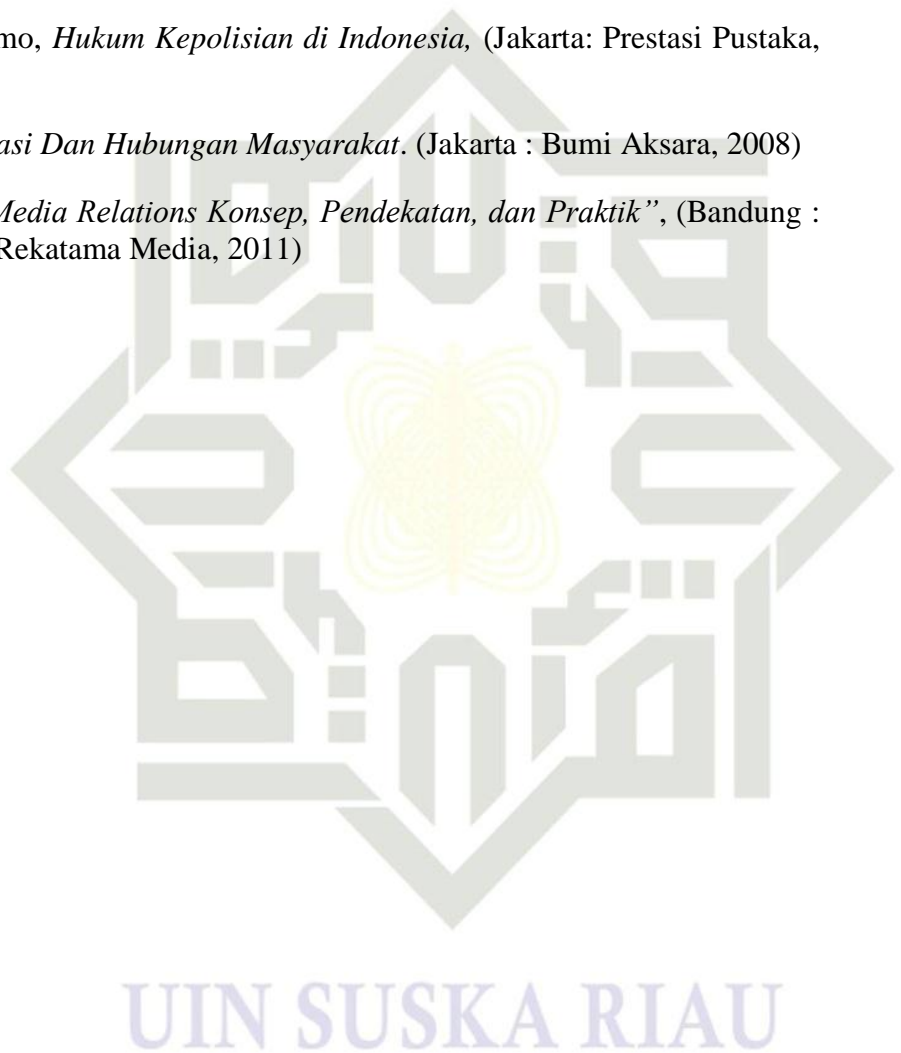 mo, Hukum Kepolisian di Indonesia, (Jakarta: Prestasi Pustaka,
asi Dan Hubungan Masyarakat. (Jakarta : Bumi Aksara, 2008)
Media Relations Konsep, Pendekatan, dan Praktik”, (Bandung :
Rekatama Media, 2011)
UIN SUSKA RIAU